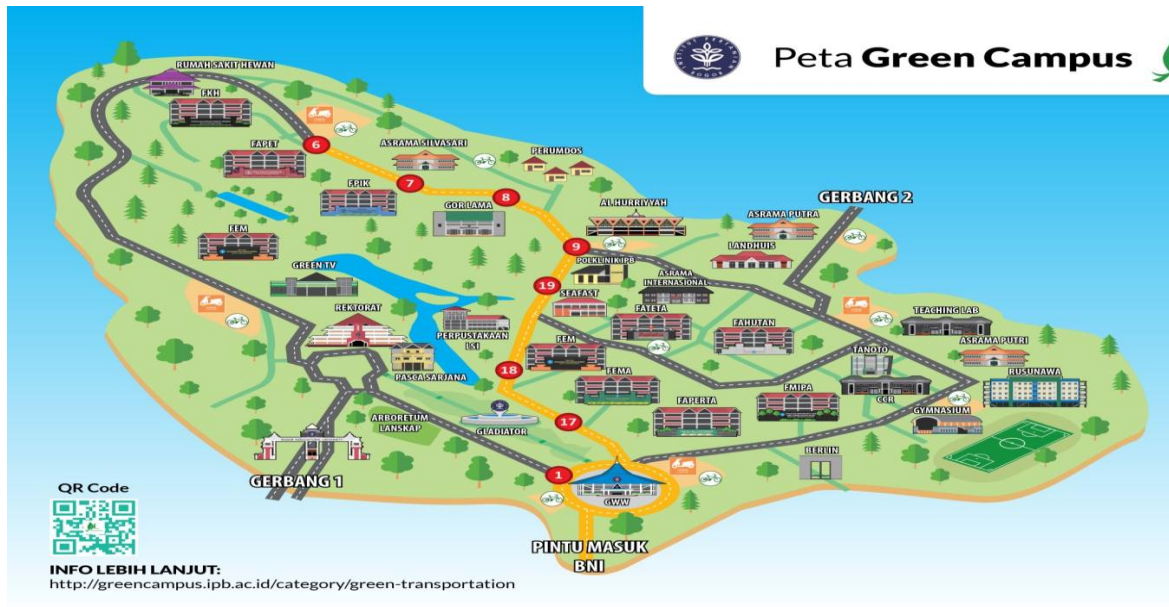 INSTITUT PERTANIAN BOGOR
Peta Green Campus
RUMAH SAKIT HEWAN
FKH
6
FAPET
ASRAMA SILVASARI
PERUMDOS
7
FPIK
8
GOR LAMA
AL HURRIYYAH
GERBANG 2
ASRAMA PUTRA
FEM
9
LANDHUIS
POLKLINIK IPB
GREEN TV
19
ASRAMA
INTERNASIONAL
SEAFAST
REKTORAT
PERPUSTAKAAN
LSI
FATETA
FAHUTAN
TEACHING LAB
FEM
TANOTO
ASRAMA PUTRI
PASCA SARJANA
18
FEMA
CCR
RUSUNAWA
FMIPA
ARBORETUM
LANSKAP
GLADIATOR
17
FAPERTA
GYMNASIUM
BERLIN
GERBANG 1
1
GWW
PINTU MASUK
BNI
QR Code
INFO LEBIH LANJUT:
http://greencampus.ipb.ac.id/category/green-transportation